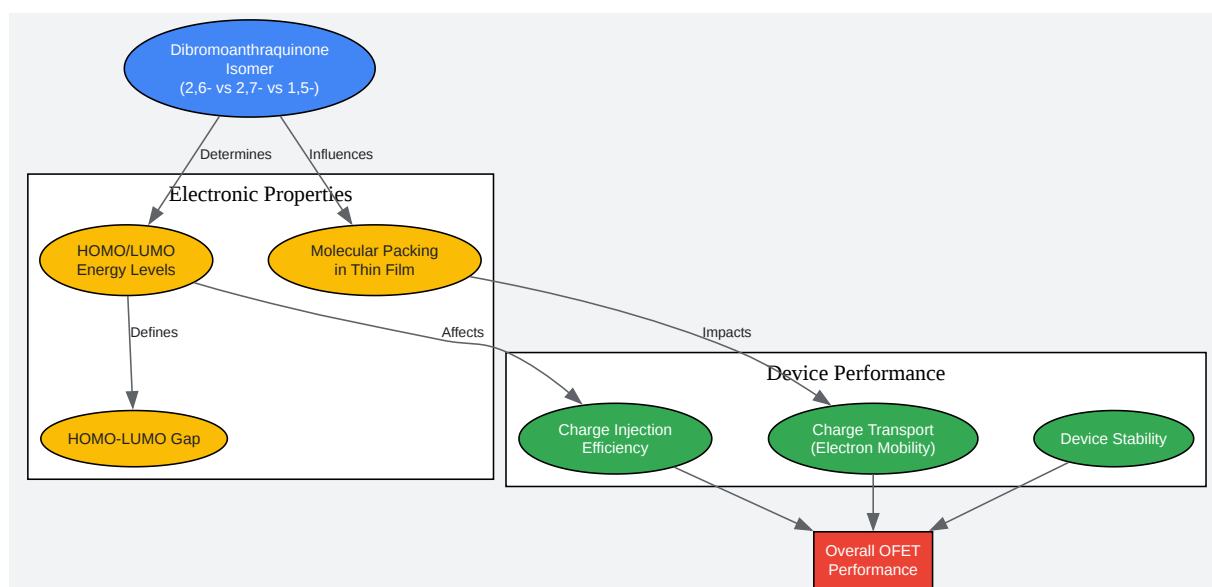 Dibromoanthraquinone
Isomer
(2,6- vs 2,7- vs 1,5-)
Determines
Influences
Electronic Properties
HOMO/LUMO
Energy Levels
Molecular Packing
in Thin Film
Defines
Affects
Impacts
Device Performance
HOMO-LUMO Gap
Charge Injection
Efficiency
Charge Transport
(Electron Mobility)
Device Stability
Overall OFET
Performance